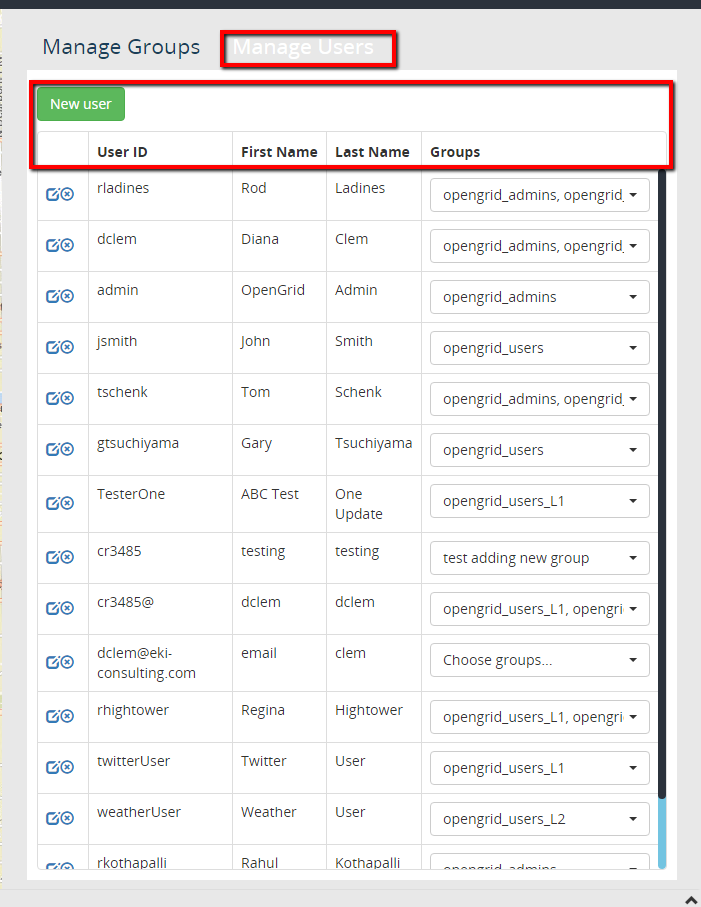 Manage Groups Manage Users
New user
User ID First Name Last Name Groups
rladines Rod Ladines opengrid_admins, opengrid_
dclem Diana Clem opengrid_admins, opengrid_
admin OpenGrid Admin opengrid_admins
jsmith John Smith opengrid_users
tschenk Tom Schenk opengrid_admins, opengrid_
gtsuchiyama Gary Tsuchiyama opengrid_users
TesterOne ABC Test One opengrid_users_L1
Update
cr3485 testing testing test adding new group
cr3485@ dclem dclem opengrid_users_L1, opengri
dclem@eki- email clem Choose groups...
consulting.com
rhightower Regina Hightower opengrid_users_L1, opengri
twitterUser Twitter User opengrid_users_L1
weatherUser Weather User opengrid_users_L2
rkothapalli Rahul Kothapalli opengrid_admins